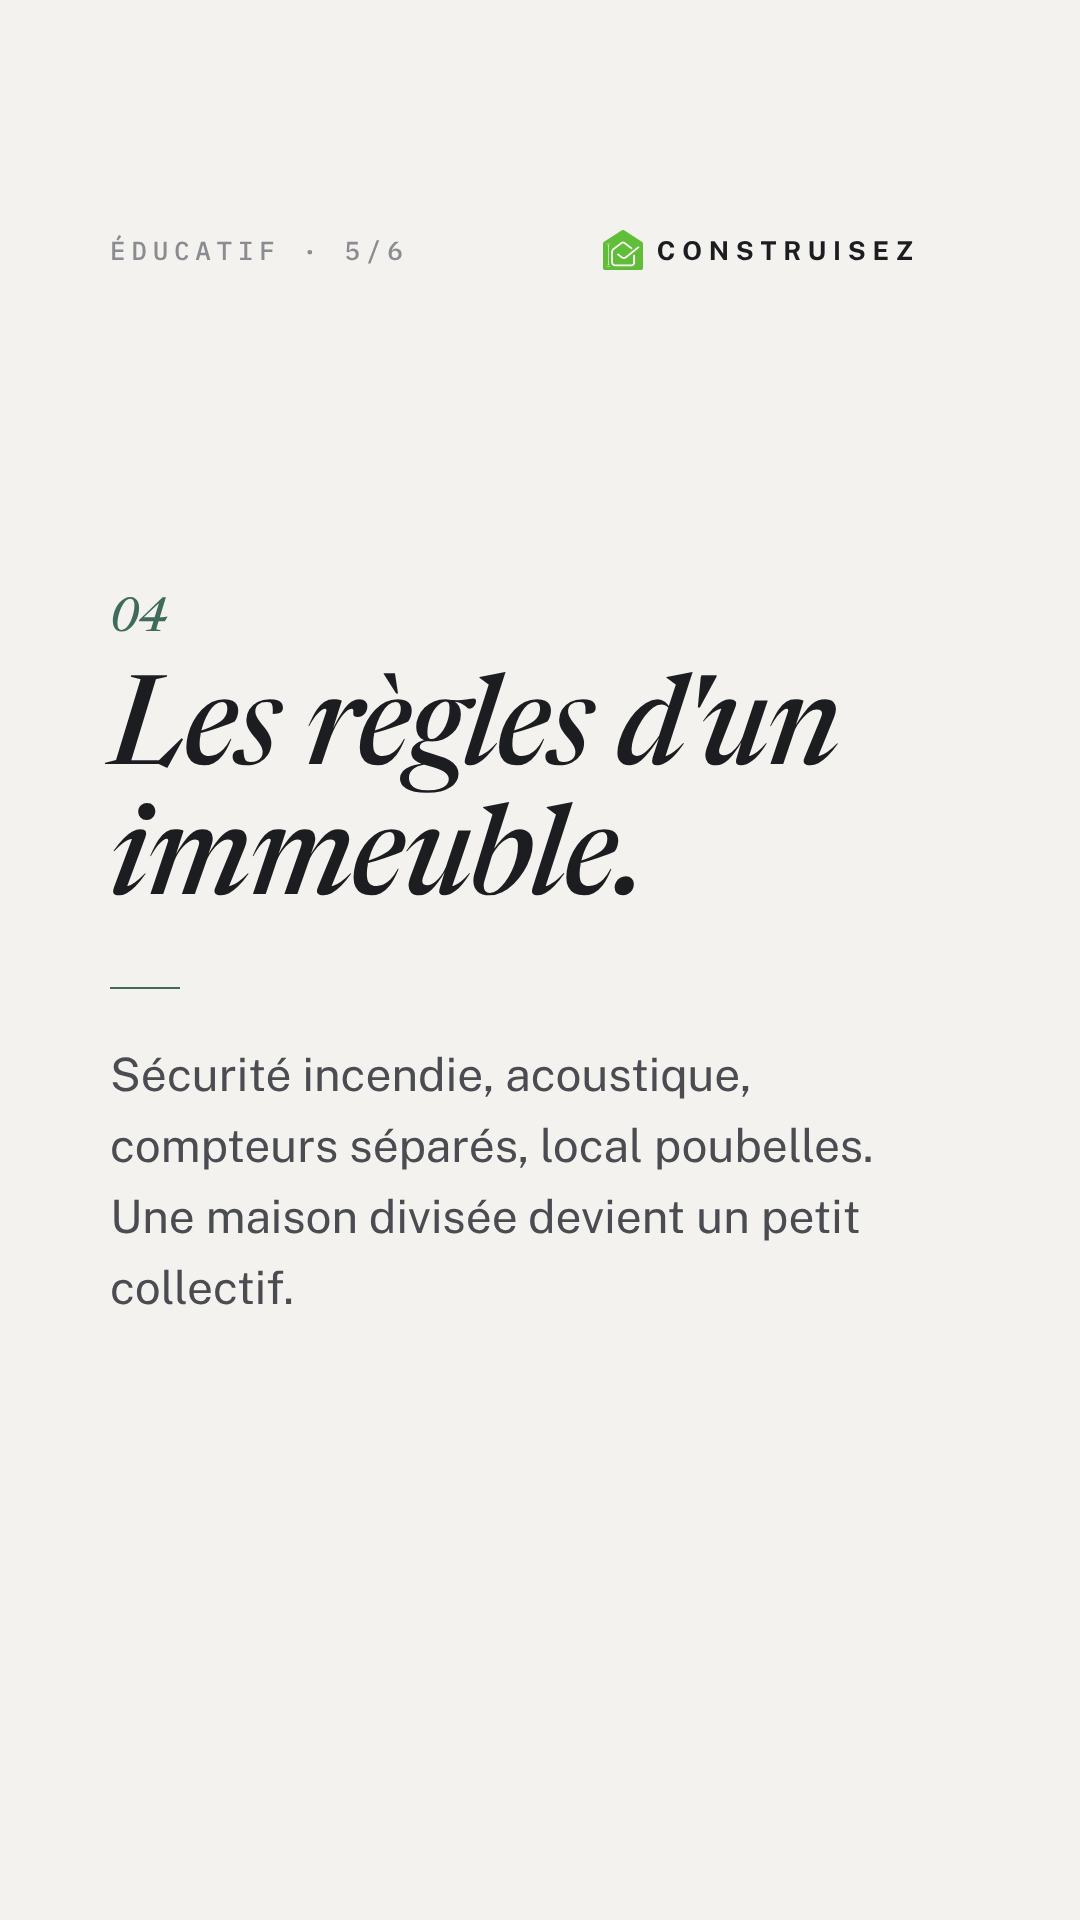 ÉDUCATIF · 5/6
CONSTRUISEZ
04
Les règles d'un
immeuble.
Sécurité incendie, acoustique,
compteurs séparés, local poubelles.
Une maison divisée devient un petit
collectif.